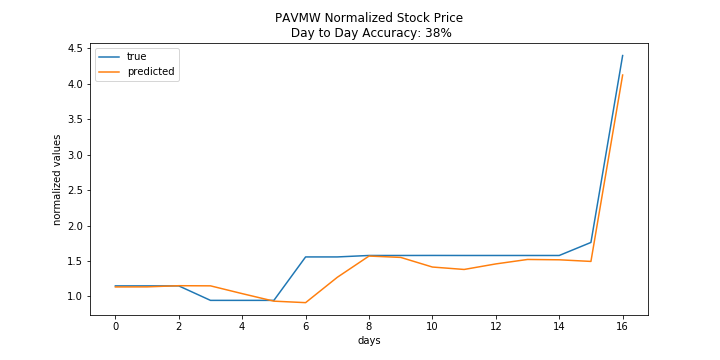 PAVMW Normalized Stock Price
Day to Day Accuracy: 38%
true
predicted
normalized values
4.5
4.0
3.5
3.0
2.5
2.0
1.5
1.0
0 2 4 6 8 10 12 14 16
days